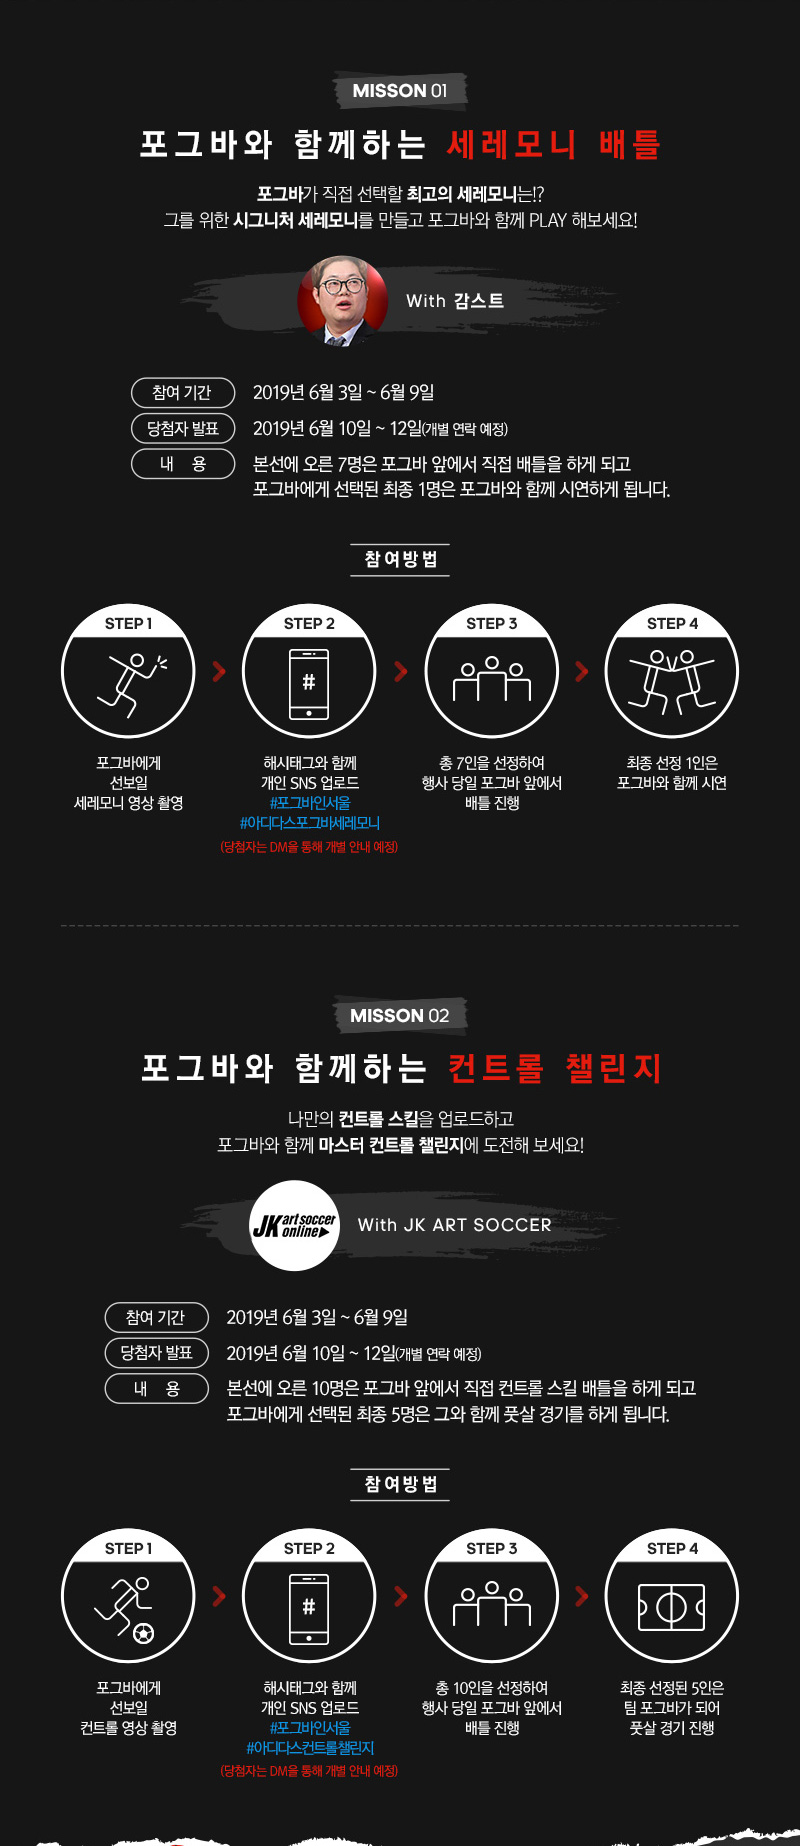 MISSON 01
포그바와 함께하는 세레모니 배틀
포그바가 직접 선택할 최고의 세레모니는!?
그를 위한 시그니처 세레모니를 만들고 포그바와 함께 PLAY 해보세요!
With 감스트
참여 기간 2019년 6월 3일 ~ 6월 9일
당첨자 발표 2019년 6월 10일 ~ 12일(개별 연락 예정)
내 용 본선에 오른 7명은 포그바 앞에서 직접 배틀을 하게 되고
포그바에게 선택된 최종 1명은 포그바와 함께 시연하게 됩니다.
참여방법
STEP 1
STEP 2
STEP 3
STEP 4
#
포그바에게
선보일
세레모니 영상 촬영
해시태그와 함께
개인 SNS 업로드
#포그바인서울
#아디다스포그바세레모니
(당첨자는 DM을 통해 개별 안내 예정)
총 7인을 선정하여
행사 당일 포그바 앞에서
배틀 진행
최종 선정 1인은
포그바와 함께 시연
MISSON 02
포그바와 함께하는 컨트롤 챌린지
나만의 컨트롤 스킬을 업로드하고
포그바와 함께 마스터 컨트롤 챌린지에 도전해 보세요!
JK art soccer
online
With JK ART SOCCER
참여 기간 2019년 6월 3일 ~ 6월 9일
당첨자 발표 2019년 6월 10일 ~ 12일(개별 연락 예정)
내 용 본선에 오른 10명은 포그바 앞에서 직접 컨트롤 스킬 배틀을 하게 되고
포그바에게 선택된 최종 5명은 그와 함께 풋살 경기를 하게 됩니다.
참여방법
STEP 1
STEP 2
STEP 3
STEP 4
#
포그바에게
선보일
컨트롤 영상 촬영
해시태그와 함께
개인 SNS 업로드
#포그바인서울
#아디다스컨트롤챌린지
(당첨자는 DM을 통해 개별 안내 예정)
총 10인을 선정하여
행사 당일 포그바 앞에서
배틀 진행
최종 선정된 5인은
팀 포그바가 되어
풋살 경기 진행